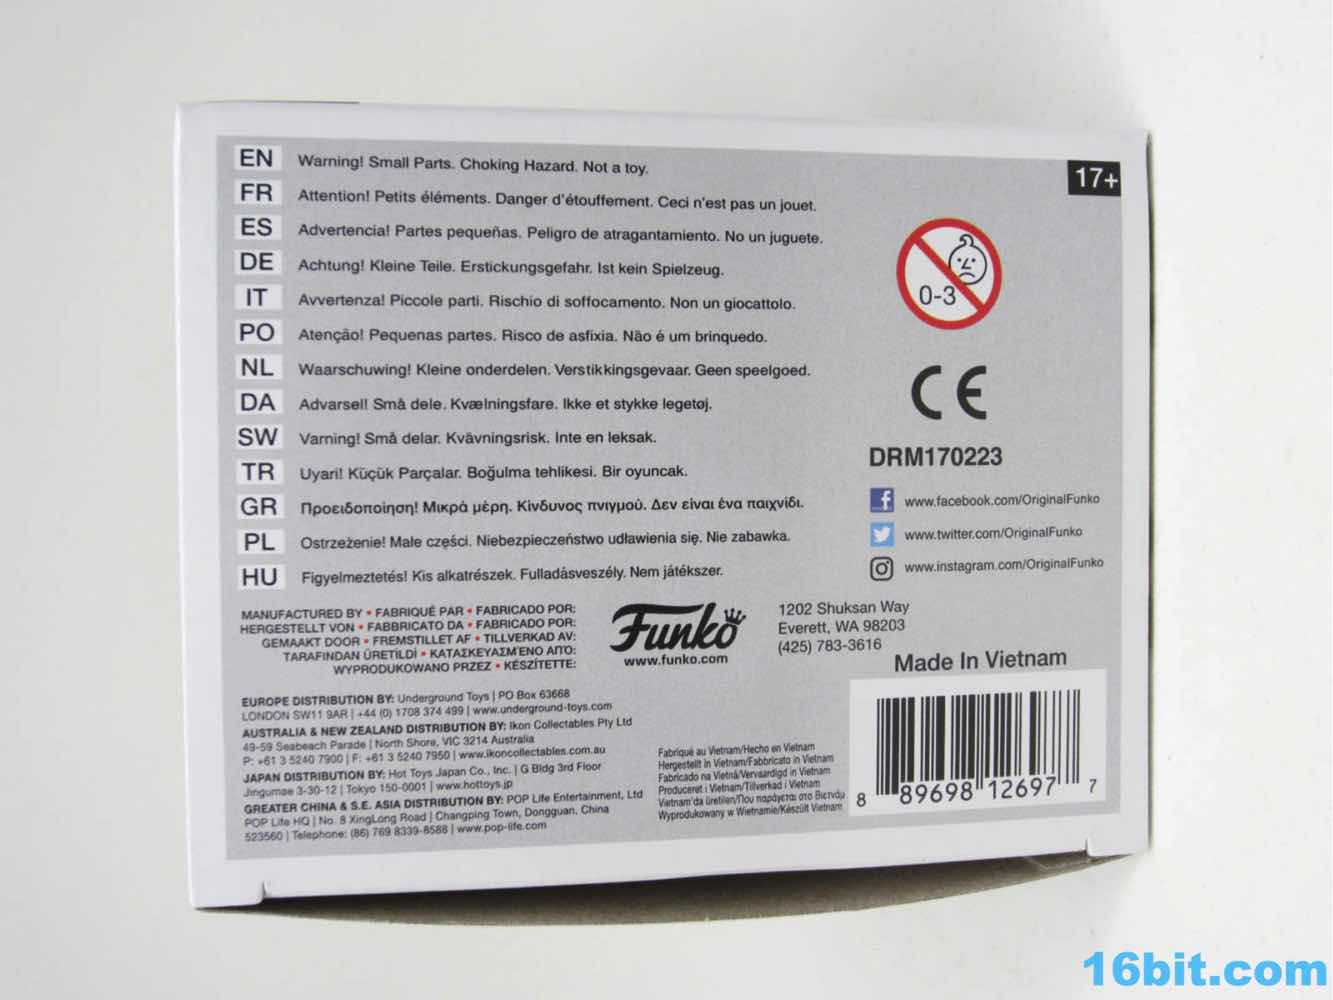 EN Warning! Small Parts. Choking Hazard. Not a toy.
FR Attention! Petits éléments. Danger d'étouffement. Ceci n'est pas un jouet.
ES Advertencia! Partes pequeñas. Peligro de atragantamiento. No un juguete.
DE Achtung! Kleine Teile. Erstickungsgefahr. Ist kein Spielzeug.
IT Avvertenza! Piccole parti. Rischio di soffocamento. Non un giocattolo.
PO Atenção! Pequenas partes. Risco de asfixia. Não é um brinquedo.
NL Waarschuwing! Kleine onderdelen. Verstikkingsgevaar. Geen speelgoed.
DA Advarsel! Små dele. Kvælningsfare. Ikke et stykke legetøj.
SW Varning! Små delar. Kvävningsrisk. Inte en leksak.
TR Uyari! Küçük Parçalar. Boğulma tehlikesi. Bir oyuncak.
GR Προειδοποίηση! Μικρά μέρη. Κίνδυνος πνιγμού. Δεν είναι ένα παιχνίδι.
PL Ostrzeżenie! Małe części. Niebezpieczeństwo udławienia się. Nie zabawka.
HU Figyelmeztetés! Kis alkatrészek. Fulladásveszély. Nem játékszer.
17+
0-3
CE
DRM170223
www.facebook.com/OriginalFunko
www.twitter.com/OriginalFunko
www.instagram.com/OriginalFunko
MANUFACTURED BY • FABRIQUÉ PAR • FABRICADO POR:
HERGESTELLT VON • FABBRICATO DA • FABRICADO POR:
GEMAAKT DOOR • FREMSTILLET AF • TILLVERKAD AV:
TARAFINDAN ÜRETİLDİ • ΚΑΤΑΣΚΕΥΑΣΜΈΝΟ ΑΠΌ:
WYPRODUKOWANO PRZEZ • KÉSZÍTETTE:
Funko
www.funko.com
1202 Shuksan Way
Everett, WA 98203
(425) 783-3616
Made In Vietnam
EUROPE DISTRIBUTION BY: Underground Toys | PO Box 63668
LONDON SW11 9AR | +44 (0) 1708 374 499 | www.underground-toys.com
AUSTRALIA & NEW ZEALAND DISTRIBUTION BY: Ikon Collectables Pty Ltd
49-59 Seabeach Parade | North Shore, VIC 3214 Australia
P: +61 3 5240 7900 | F: +61 3 5240 7950 | www.ikoncollectables.com.au
JAPAN DISTRIBUTION BY: Hot Toys Japan Co., Inc. | G Bldg 3rd Floor
Jingumae 3-30-12 | Tokyo 150-0001 | www.hottoys.jp
GREATER CHINA & S.E. ASIA DISTRIBUTION BY: POP Life Entertainment, Ltd
POP Life HQ | No. 8 XingLong Road | Changping Town, Dongguan, China
523560 | Telephone: (86) 769 8339-8588 | www.pop-life.com
Fabriqué au Vietnam/Hecho en Vietnam
Hergestellt in Vietnam/Fabbricato in Vietnam
Fabricado na Vietnã/Vervaardigd in Vietnam
Produceret i Vietnam/Tillverkad i Vietnam
Vietnam'da üretilen/Που παράγεται στο Βιετνάμ
Wyprodukowany w Wietnamie/Készült Vietnam
8 89698 12697 7
16bit.com